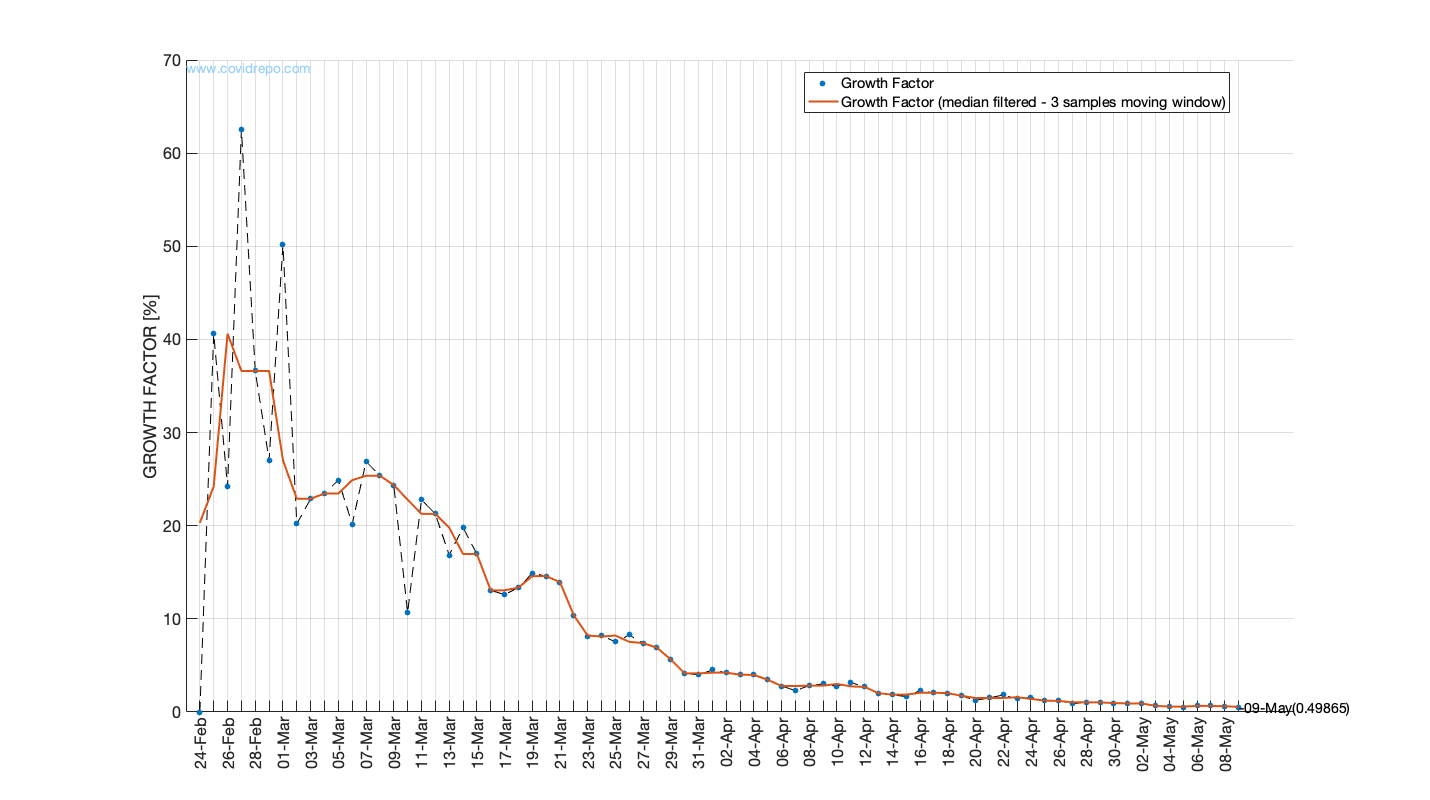 www.covidrepo.com
Growth Factor
Growth Factor (median filtered - 3 samples moving window)
GROWTH FACTOR [%]
70
60
50
40
30
20
10
0
09-May(0.49865)
24-Feb
26-Feb
28-Feb
01-Mar
03-Mar
05-Mar
07-Mar
09-Mar
11-Mar
13-Mar
15-Mar
17-Mar
19-Mar
21-Mar
23-Mar
25-Mar
27-Mar
29-Mar
31-Mar
02-Apr
04-Apr
06-Apr
08-Apr
10-Apr
12-Apr
14-Apr
16-Apr
18-Apr
20-Apr
22-Apr
24-Apr
26-Apr
28-Apr
30-Apr
02-May
04-May
06-May
08-May